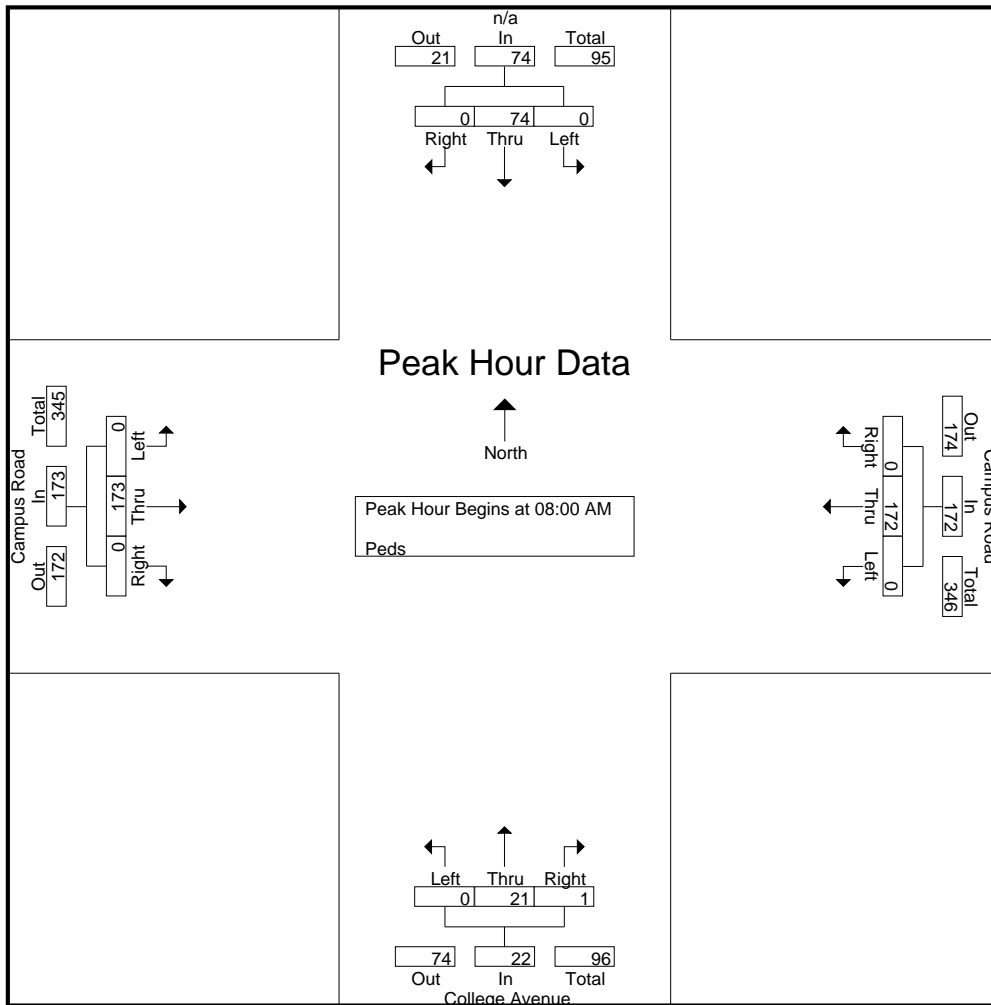 n/a
Out In Total
21 74 95
0 74 0
Right Thru Left
Peak Hour Data
North
Peak Hour Begins at 08:00 AM
Peds
Campus Road
Out In Total
172 173 345
0 173 0
Right Thru Left
Campus Road
Out In Total
174 172 346
0 172 0
Right Thru Left
Left Thru Right
0 21 1
74 22 96
Out In Total
College Avenue